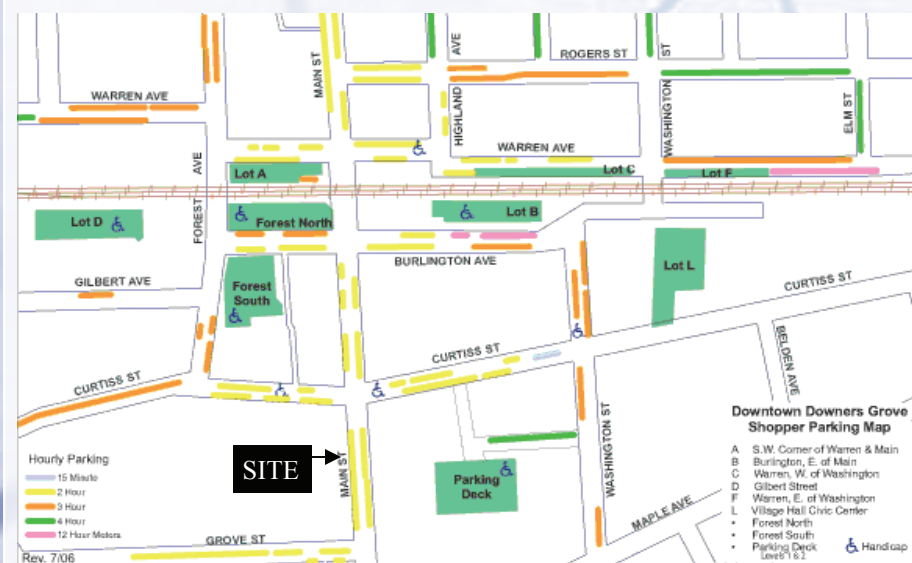 AVE
ROGERS ST
ST
MAIN ST
WARREN AVE
HIGHLAND
WASHINGTON
ELM ST
WARREN AVE
AVE
Lot A
Lot C
Lot F
FOREST
Lot D
Forest North
Lot B
BURLINGTON AVE
Lot L
GILBERT AVE
Forest
South
CURTISS ST
CURTISS ST
BELDEN AVE
CURTISS ST
Downtown Downers Grove
Shopper Parking Map
WASHINGTON ST
A S.W. Corner of Warren & Main
B Burlington, E. of Main
C Warren, W. of Washington
D Gilbert Street
F Warren, E. of Washington
L Village Hall Civic Center
• Forest North
• Forest South
• Parking Deck
Levels 1 & 2
Handicap
SITE
MAIN ST
Parking
Deck
MAPLE AVE
Hourly Parking
15 Minute
2 Hour
3 Hour
4 Hour
12 Hour Meters
GROVE ST
Rev. 7/06